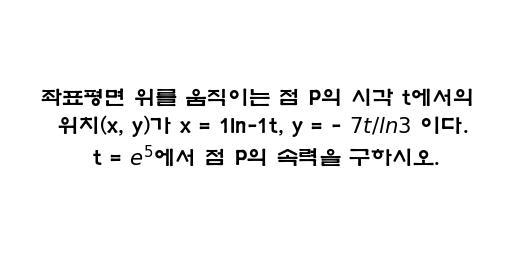 좌표평면 위를 움직이는 점 P의 시각 t에서의
위치(x, y)가 x = 1ln-1t, y = - 7t/ln3 이다.
t = e⁵에서 점 P의 속력을 구하시오.